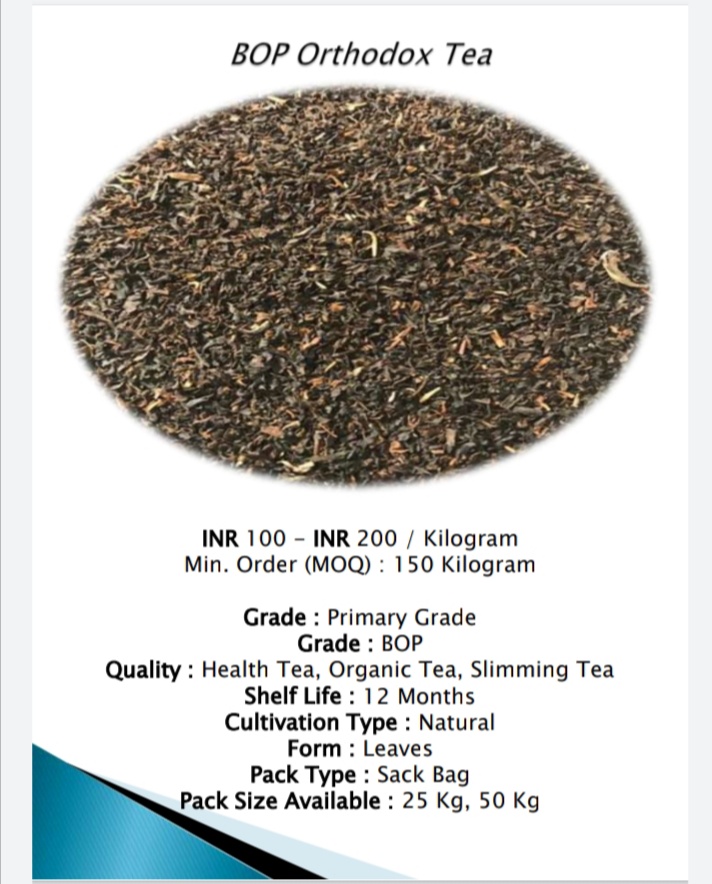 BOP Orthodox Tea
INR 100 – INR 200 / Kilogram
Min. Order (MOQ) : 150 Kilogram
Grade : Primary Grade
Grade : BOP
Quality : Health Tea, Organic Tea, Slimming Tea
Shelf Life : 12 Months
Cultivation Type : Natural
Form : Leaves
Pack Type : Sack Bag
Pack Size Available : 25 Kg, 50 Kg